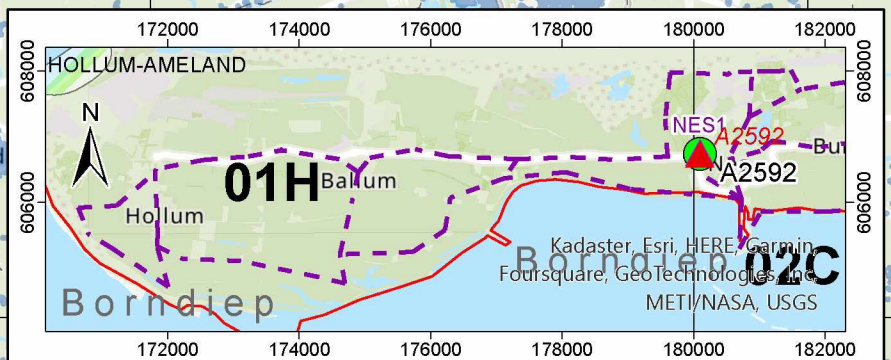 172000 174000 176000 178000 180000 182000
HOLLUM-AMELAND
608000 608000
N
NES1
A2592
A2592
01H
Ballum
Hollum
606000 606000
Borndiep
Kadaster, Esri, HERE, Garmin,
Foursquare, GeoTechnologies, Inc,
METI/NASA, USGS
02C
Borndiep
172000 174000 176000 178000 180000 182000